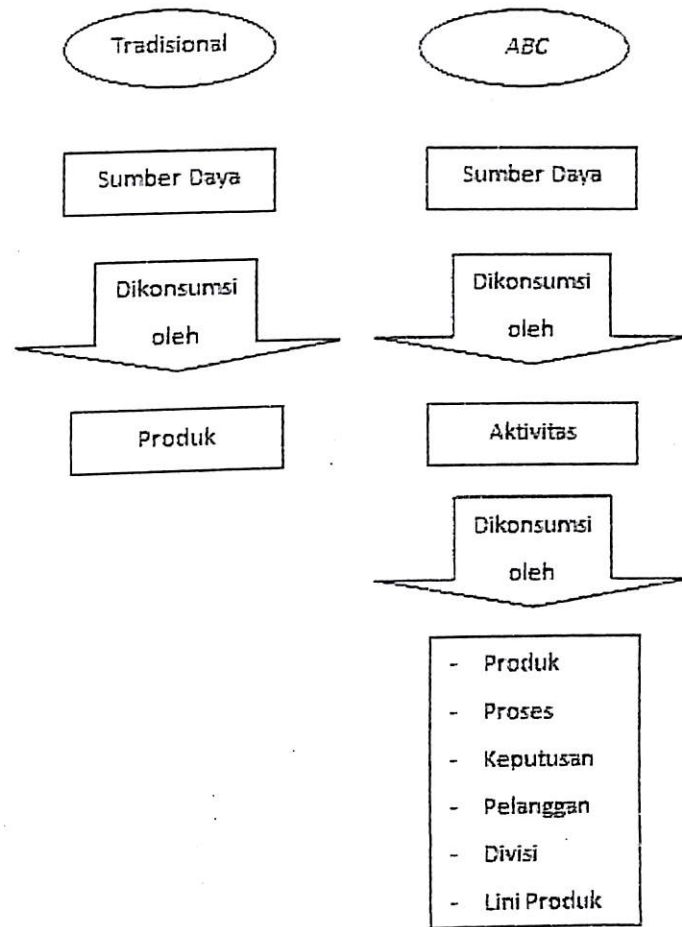 Tradisional
Sumber Daya
Dikonsumsi
oleh
Produk
ABC
Sumber Daya
Dikonsumsi
oleh
Aktivitas
Dikonsumsi
oleh
- Produk
- Proses
- Keputusan
- Pelanggan
- Divisi
- Lini Produk